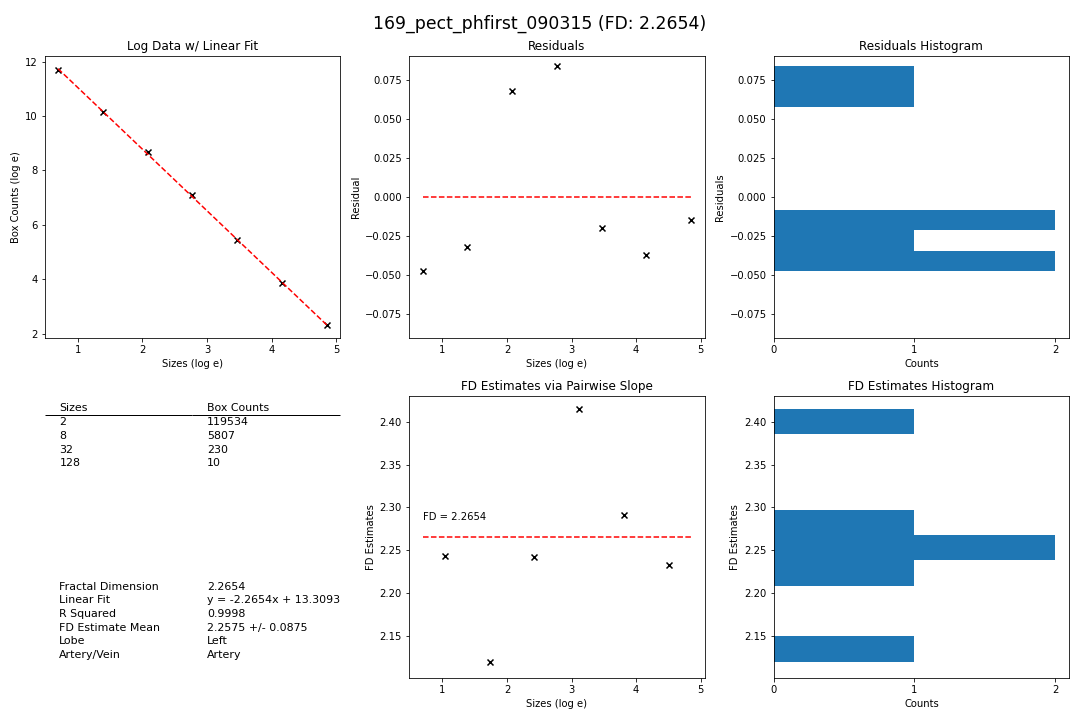 169_pect_phfirst_090315 (FD: 2.2654)
Log Data w/ Linear Fit
12
10
8
6
4
2
Box Counts (log e)
1 2 3 4 5
Sizes (log e)
Residuals
0.075
0.050
0.025
0.000
−0.025
−0.050
−0.075
Residual
1 2 3 4 5
Sizes (log e)
Residuals Histogram
0.075
0.050
0.025
0.000
−0.025
−0.050
−0.075
Residuals
0 1 2
Counts
Sizes Box Counts
2 119534
8 5807
32 230
128 10
Fractal Dimension 2.2654
Linear Fit y = -2.2654x + 13.3093
R Squared 0.9998
FD Estimate Mean 2.2575 +/- 0.0875
Lobe Left
Artery/Vein Artery
FD Estimates via Pairwise Slope
2.40
2.35
2.30
2.25
2.20
2.15
FD Estimates
FD = 2.2654
1 2 3 4 5
Sizes (log e)
FD Estimates Histogram
2.40
2.35
2.30
2.25
2.20
2.15
FD Estimates
0 1 2
Counts